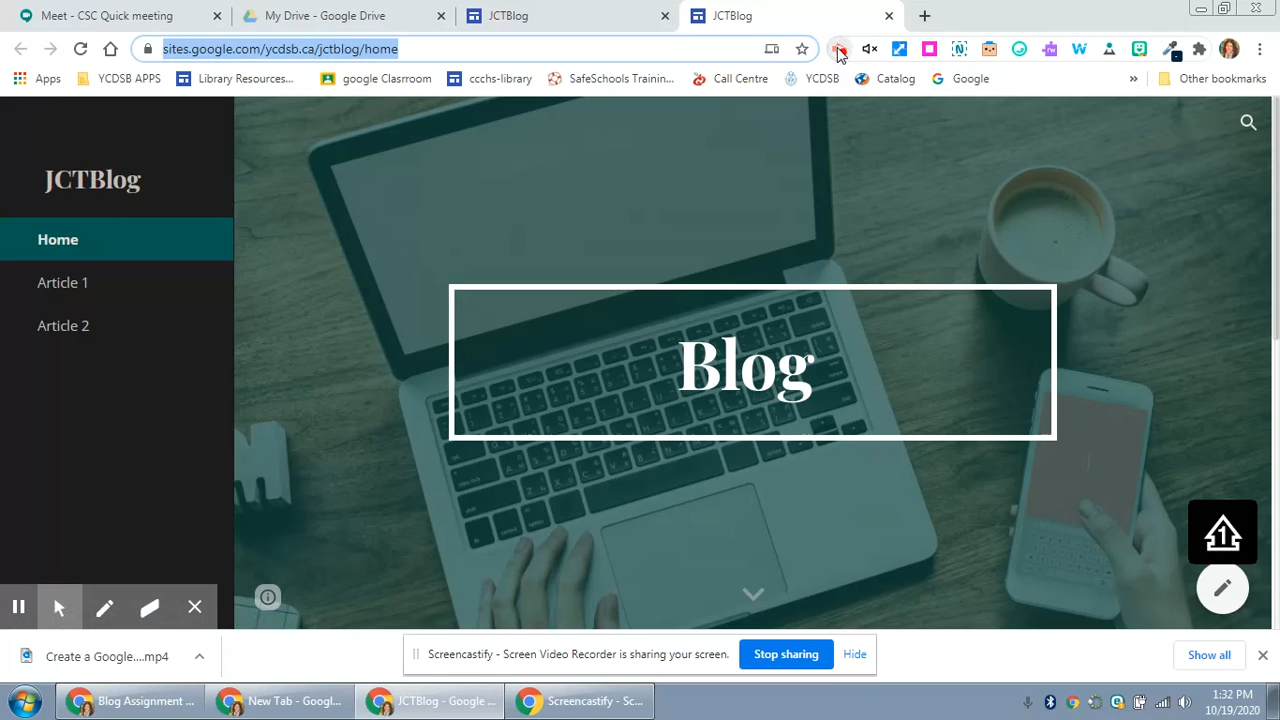 Meet - CSC Quick meeting
My Drive - Google Drive
JCTBlog
JCTBlog
sites.google.com/ycdsb.ca/jctblog/home
Apps
YCDSB APPS
Library Resources...
google Classroom
ccchs-library
SafeSchools Trainin...
Call Centre
YCDSB
Catalog
Google
Other bookmarks
JCTBlog
Home
Article 1
Article 2
Blog
1
Create a Google....mp4
Screencastify - Screen Video Recorder is sharing your screen.
Stop sharing
Hide
Show all
Blog Assignment ...
New Tab - Googl...
JCTBlog - Google ...
Screencastify - Sc...
1:32 PM
10/19/2020